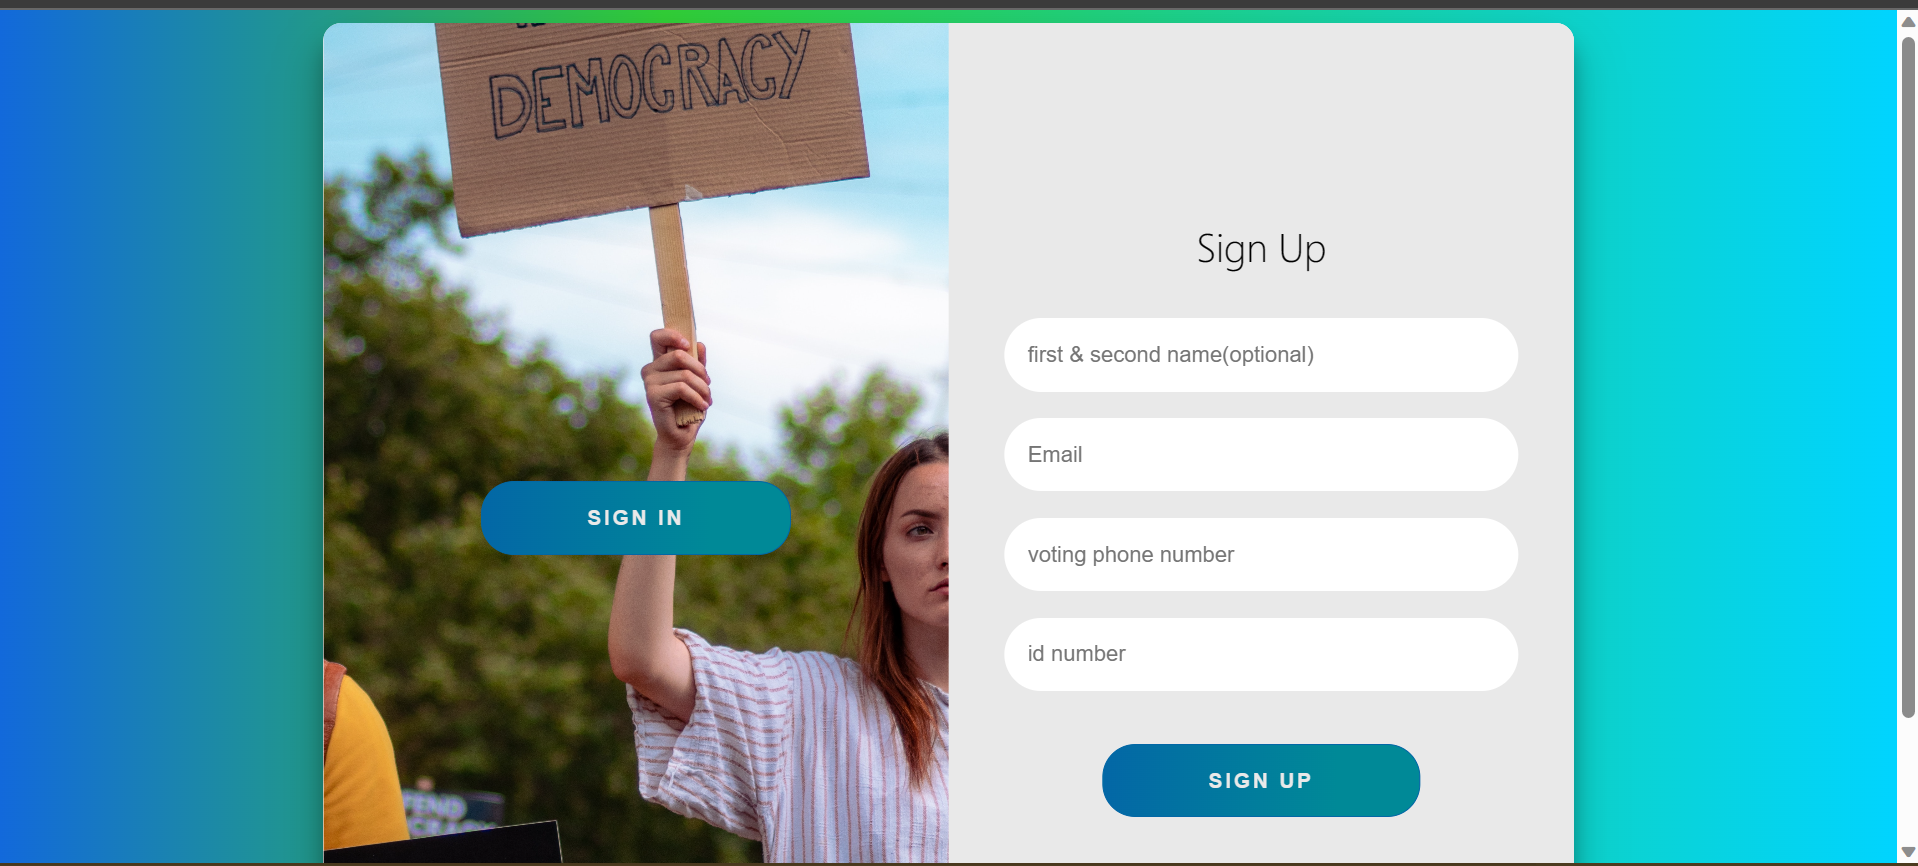 DEMOCRACY
SIGN IN
Sign Up
first & second name(optional)
Email
voting phone number
id number
SIGN UP